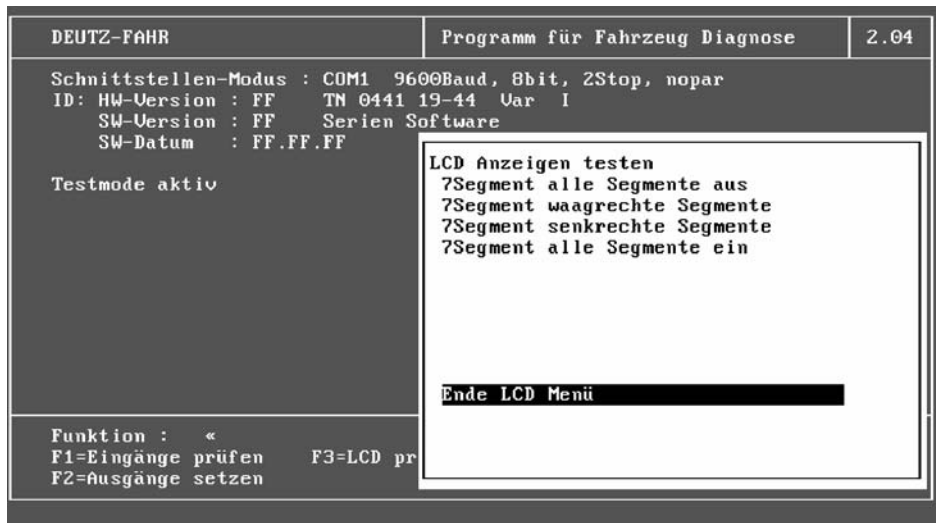 DEUTZ-FAHR Programm für Fahrzeug Diagnose 2.04
Schnittstellen-Modus : COM1 9600Baud, 8bit, 2Stop, nopar
ID: HW-Version : FF TN 0441 19-44 Var I
SW-Version : FF Serien Software
SW-Datum : FF.FF.FF
Testmode aktiv
LCD Anzeigen testen
7Segment alle Segmente aus
7Segment waagrechte Segmente
7Segment senkrechte Segmente
7Segment alle Segmente ein
Ende LCD Menü
Funktion : «
F1=Eingänge prüfen F3=LCD pr
F2=Ausgänge setzen